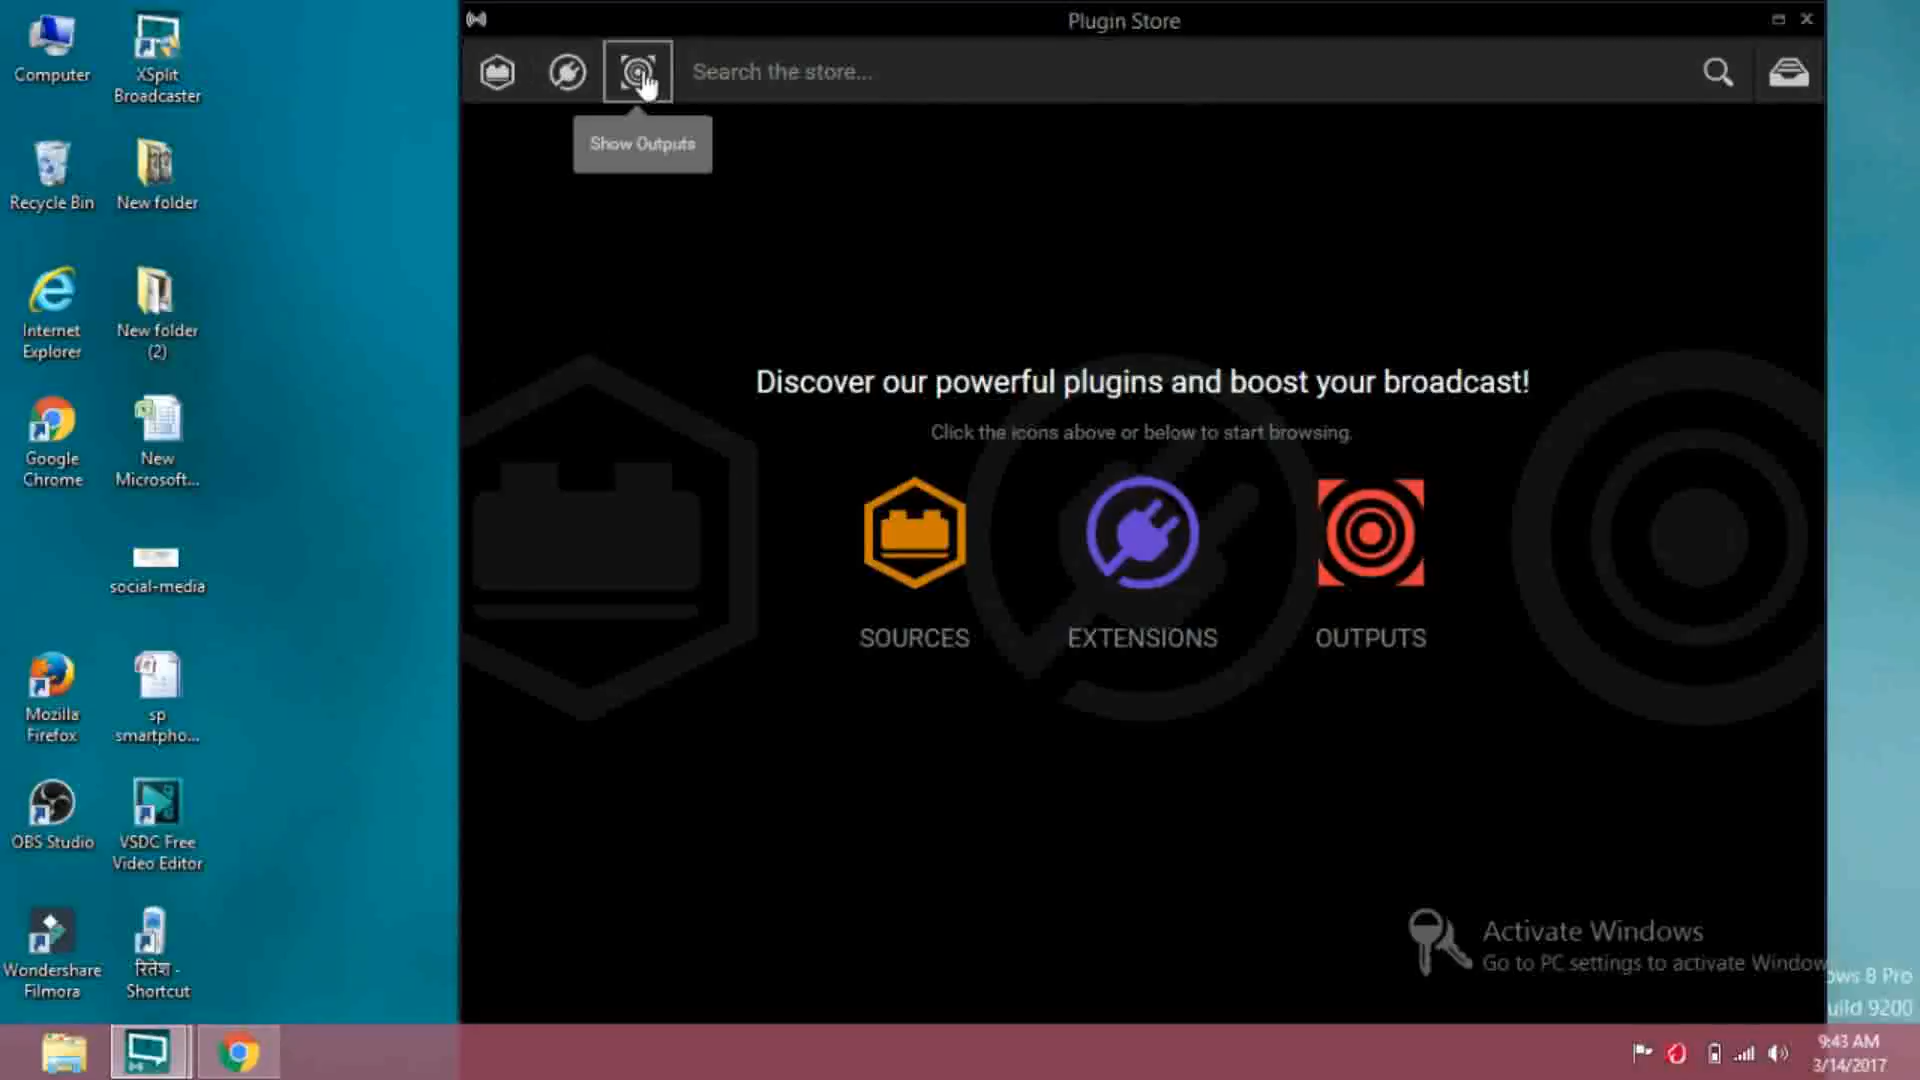 Computer
XSplit
Broadcaster
Recycle Bin
New folder
Internet
Explorer
New folder
(2)
Google
Chrome
New
Microsoft...
social-media
Mozilla
Firefox
sp
smartpho...
OBS Studio
VSDC Free
Video Editor
Wondershare
Filmora
रितेश -
Shortcut
Plugin Store
Search the store...
Show Outputs
Discover our powerful plugins and boost your broadcast!
Click the icons above or below to start browsing.
SOURCES
EXTENSIONS
OUTPUTS
Activate Windows
Go to PC settings to activate Window
ows 8 Pro
uild 9200
9:43 AM
3/14/2017